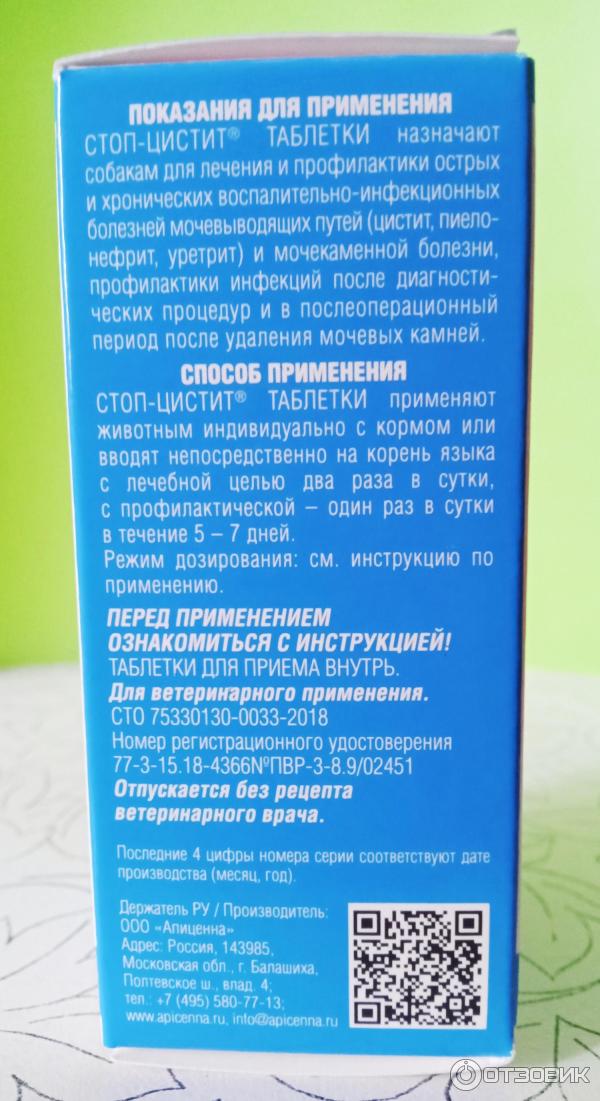 ПОКАЗАНИЯ ДЛЯ ПРИМЕНЕНИЯ
СТОП-ЦИСТИТ® ТАБЛЕТКИ назначают
собакам для лечения и профилактики острых
и хронических воспалительно-инфекционных
болезней мочевыводящих путей (цистит, пиело-
нефрит, уретрит) и мочекаменной болезни,
профилактики инфекций после диагности-
ческих процедур и в послеоперационный
период после удаления мочевых камней.
СПОСОБ ПРИМЕНЕНИЯ
СТОП-ЦИСТИТ® ТАБЛЕТКИ применяют
животным индивидуально с кормом или
вводят непосредственно на корень языка
с лечебной целью два раза в сутки,
с профилактической – один раз в сутки
в течение 5 – 7 дней.
Режим дозирования: см. инструкцию по
применению.
ПЕРЕД ПРИМЕНЕНИЕМ
ОЗНАКОМИТЬСЯ С ИНСТРУКЦИЕЙ!
ТАБЛЕТКИ ДЛЯ ПРИЕМА ВНУТРЬ.
Для ветеринарного применения.
СТО 75330130-0033-2018
Номер регистрационного удостоверения
77-3-15.18-4366№ПВР-3-8.9/02451
Отпускается без рецепта
ветеринарного врача.
Последние 4 цифры номера серии соответствуют дате
производства (месяц, год).
Держатель РУ / Производитель:
ООО «Апиценна»
Адрес: Россия, 143985,
Московская обл., г. Балашиха,
Полтевское ш., влад. 4;
тел.: +7 (495) 580-77-13;
www.apicenna.ru, info@apicenna.ru
ОТЗОВИК